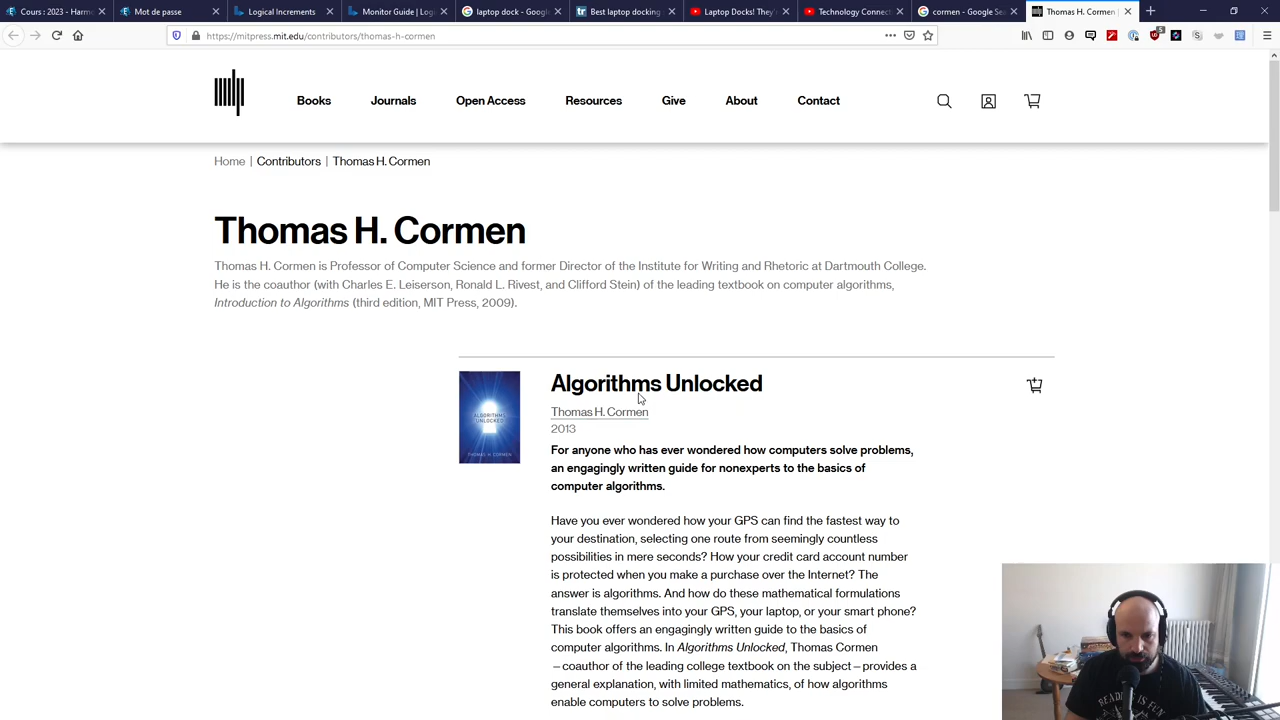 Cours : 2023 - Harm
Mot de passe
Logical Increments
Monitor Guide | Logi
laptop dock - Google
Best laptop docking
Laptop Docks! They'r
Technology Connecti
cormen - Google Sea
Thomas H. Cormen |
https://mitpress.mit.edu/contributors/thomas-h-cormen
Books
Journals
Open Access
Resources
Give
About
Contact
Home | Contributors | Thomas H. Cormen
Thomas H. Cormen
Thomas H. Cormen is Professor of Computer Science and former Director of the Institute for Writing and Rhetoric at Dartmouth College.
He is the coauthor (with Charles E. Leiserson, Ronald L. Rivest, and Clifford Stein) of the leading textbook on computer algorithms,
Introduction to Algorithms (third edition, MIT Press, 2009).
ALGORITHMS
UNLOCKED
THOMAS H. CORMEN
Algorithms Unlocked
Thomas H. Cormen
2013
For anyone who has ever wondered how computers solve problems,
an engagingly written guide for nonexperts to the basics of
computer algorithms.
Have you ever wondered how your GPS can find the fastest way to
your destination, selecting one route from seemingly countless
possibilities in mere seconds? How your credit card account number
is protected when you make a purchase over the Internet? The
answer is algorithms. And how do these mathematical formulations
translate themselves into your GPS, your laptop, or your smart phone?
This book offers an engagingly written guide to the basics of
computer algorithms. In Algorithms Unlocked, Thomas Cormen
—coauthor of the leading college textbook on the subject—provides a
general explanation, with limited mathematics, of how algorithms
enable computers to solve problems.
READING IS FUN